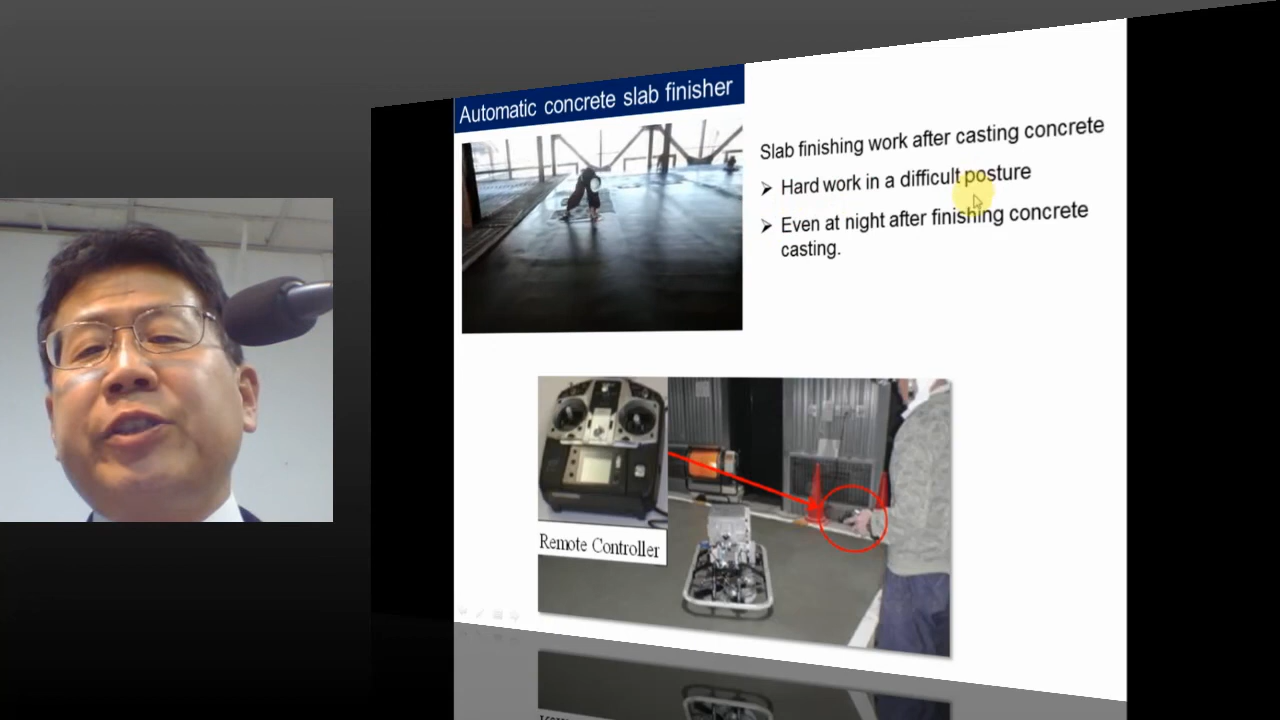 Automatic concrete slab finisher
Slab finishing work after casting concrete
➢ Hard work in a difficult posture
➢ Even at night after finishing concrete
casting.
Remote Controller